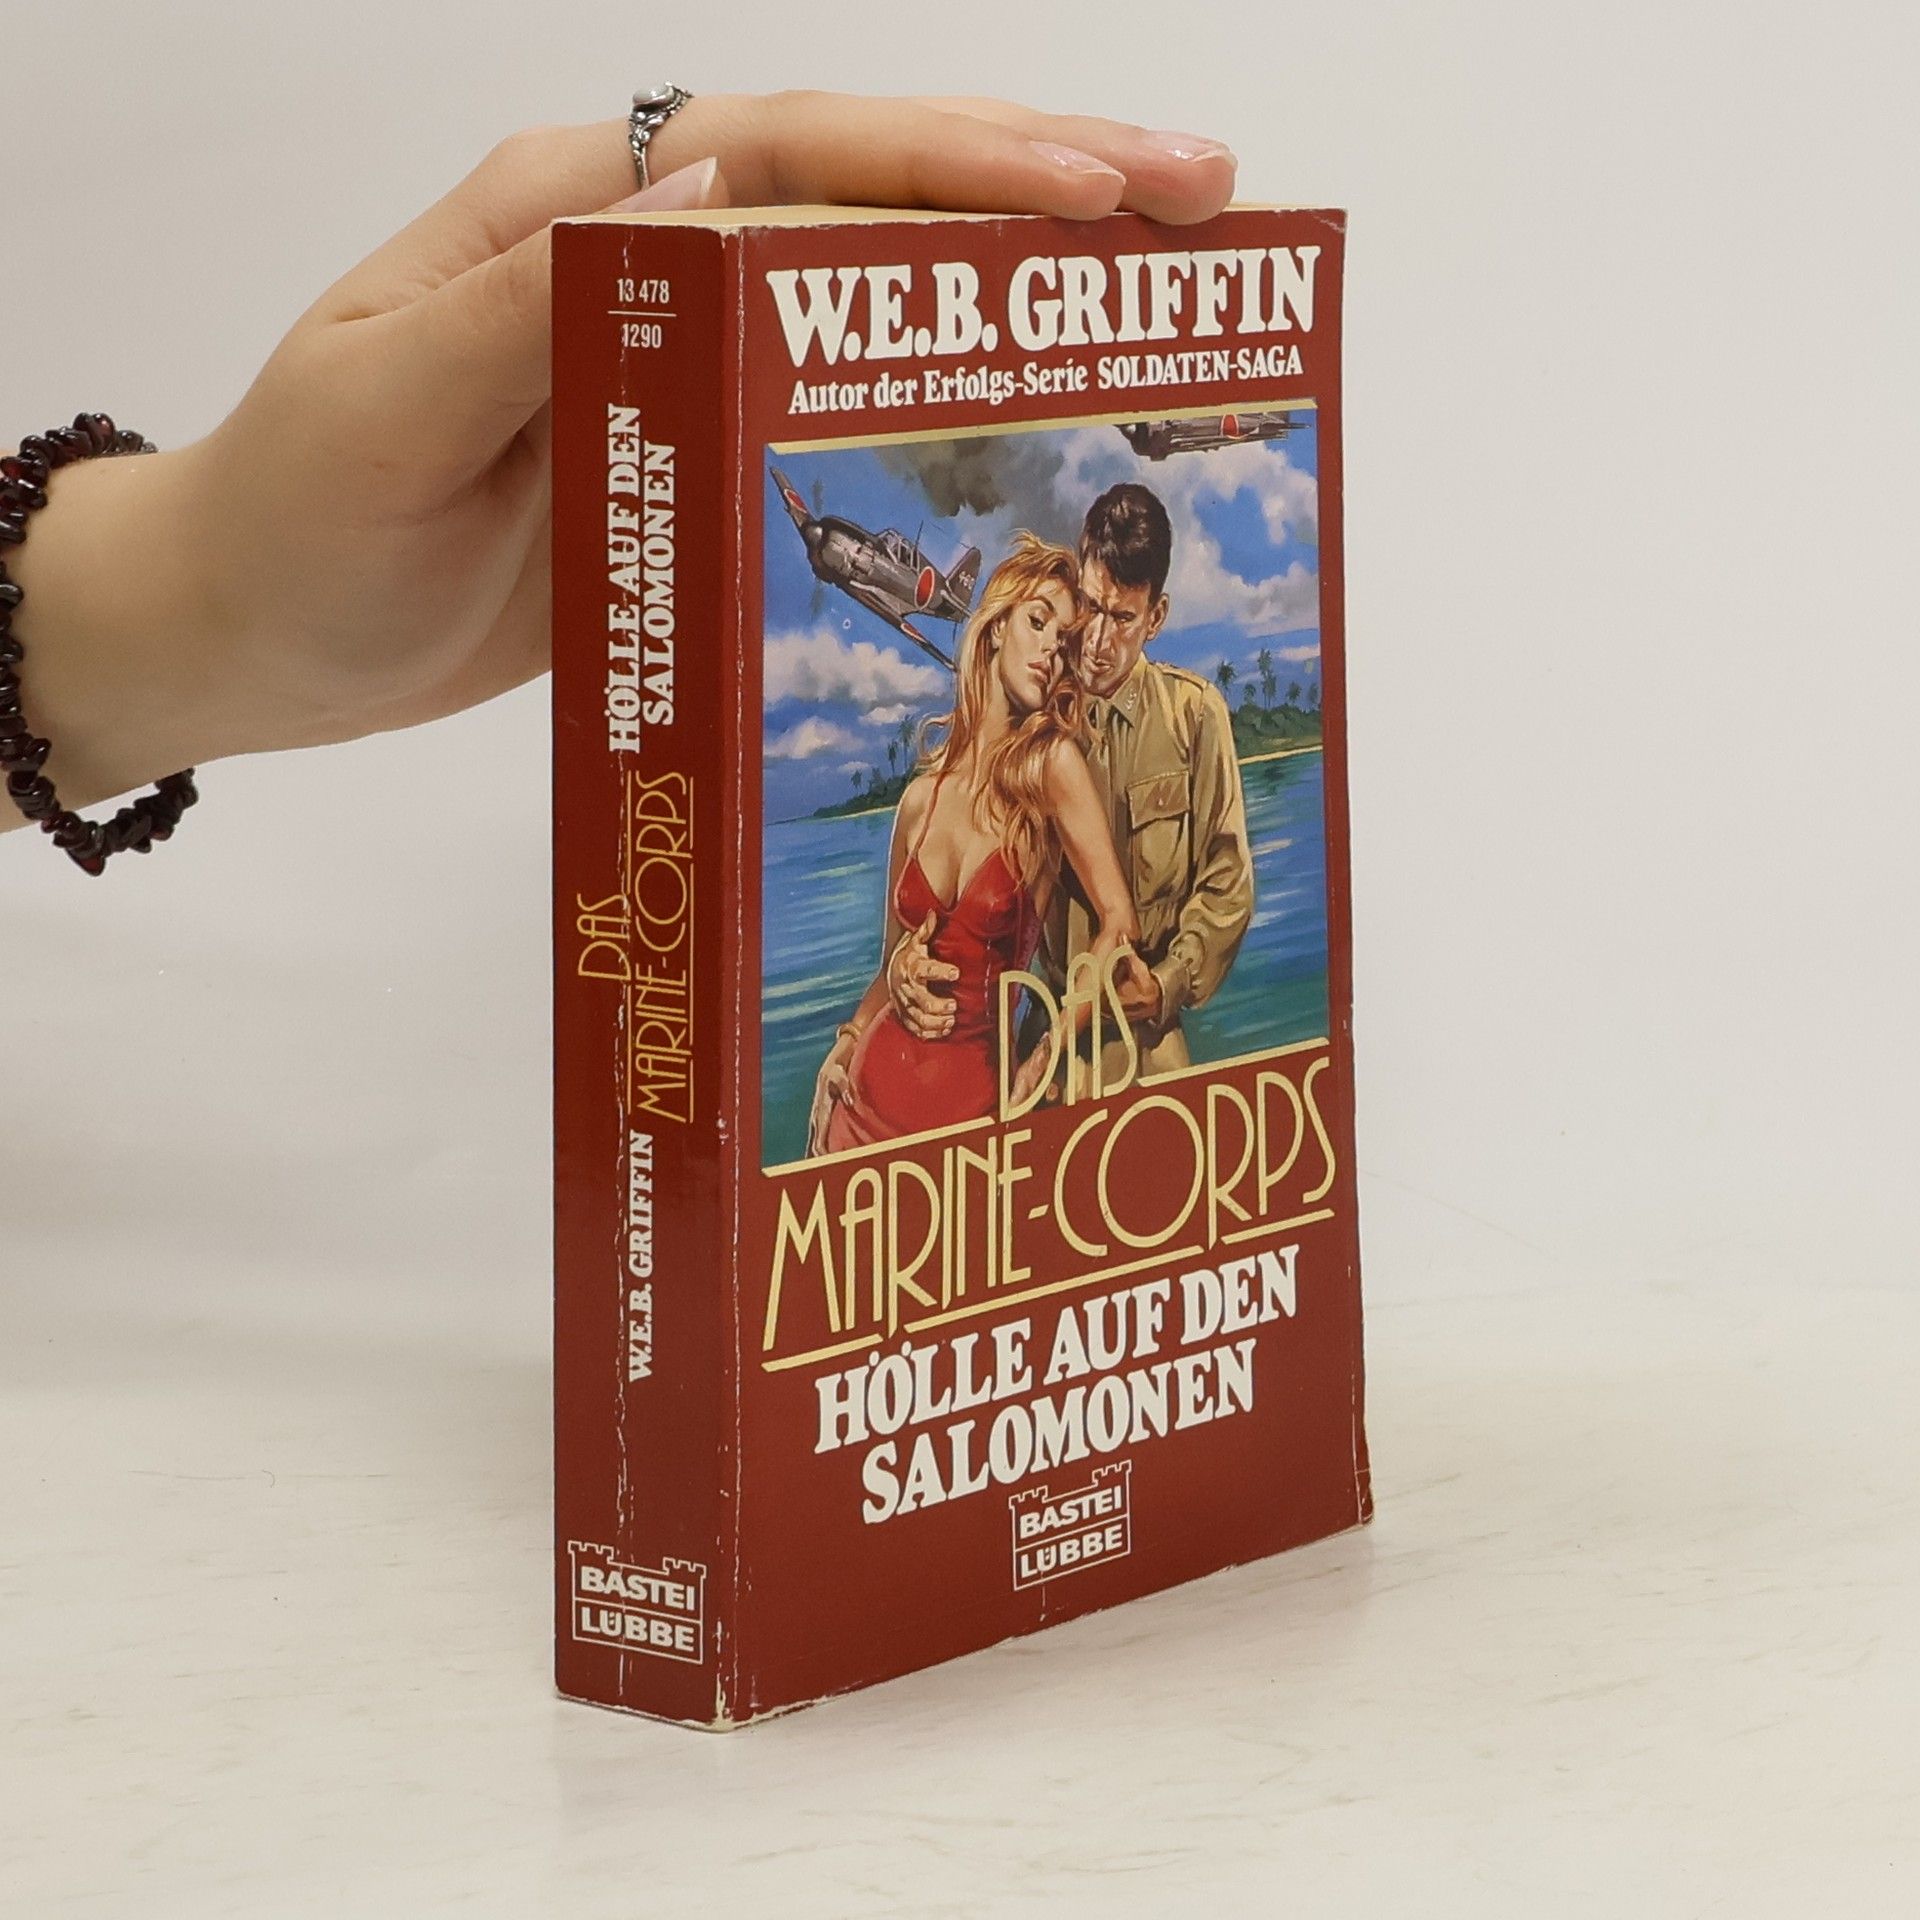 13 478
1290
HÖLLE AUF DEN
SALOMONEN
DAS
MARINE-CORPS
W.E.B. GRIFFIN
BASTEI
LÜBBE
W.E.B. GRIFFIN
Autor der Erfolgs-Serie SOLDATEN-SAGA
DAS
MARINE-CORPS
HÖLLE AUF DEN
SALOMONEN
BASTEI
LÜBBE